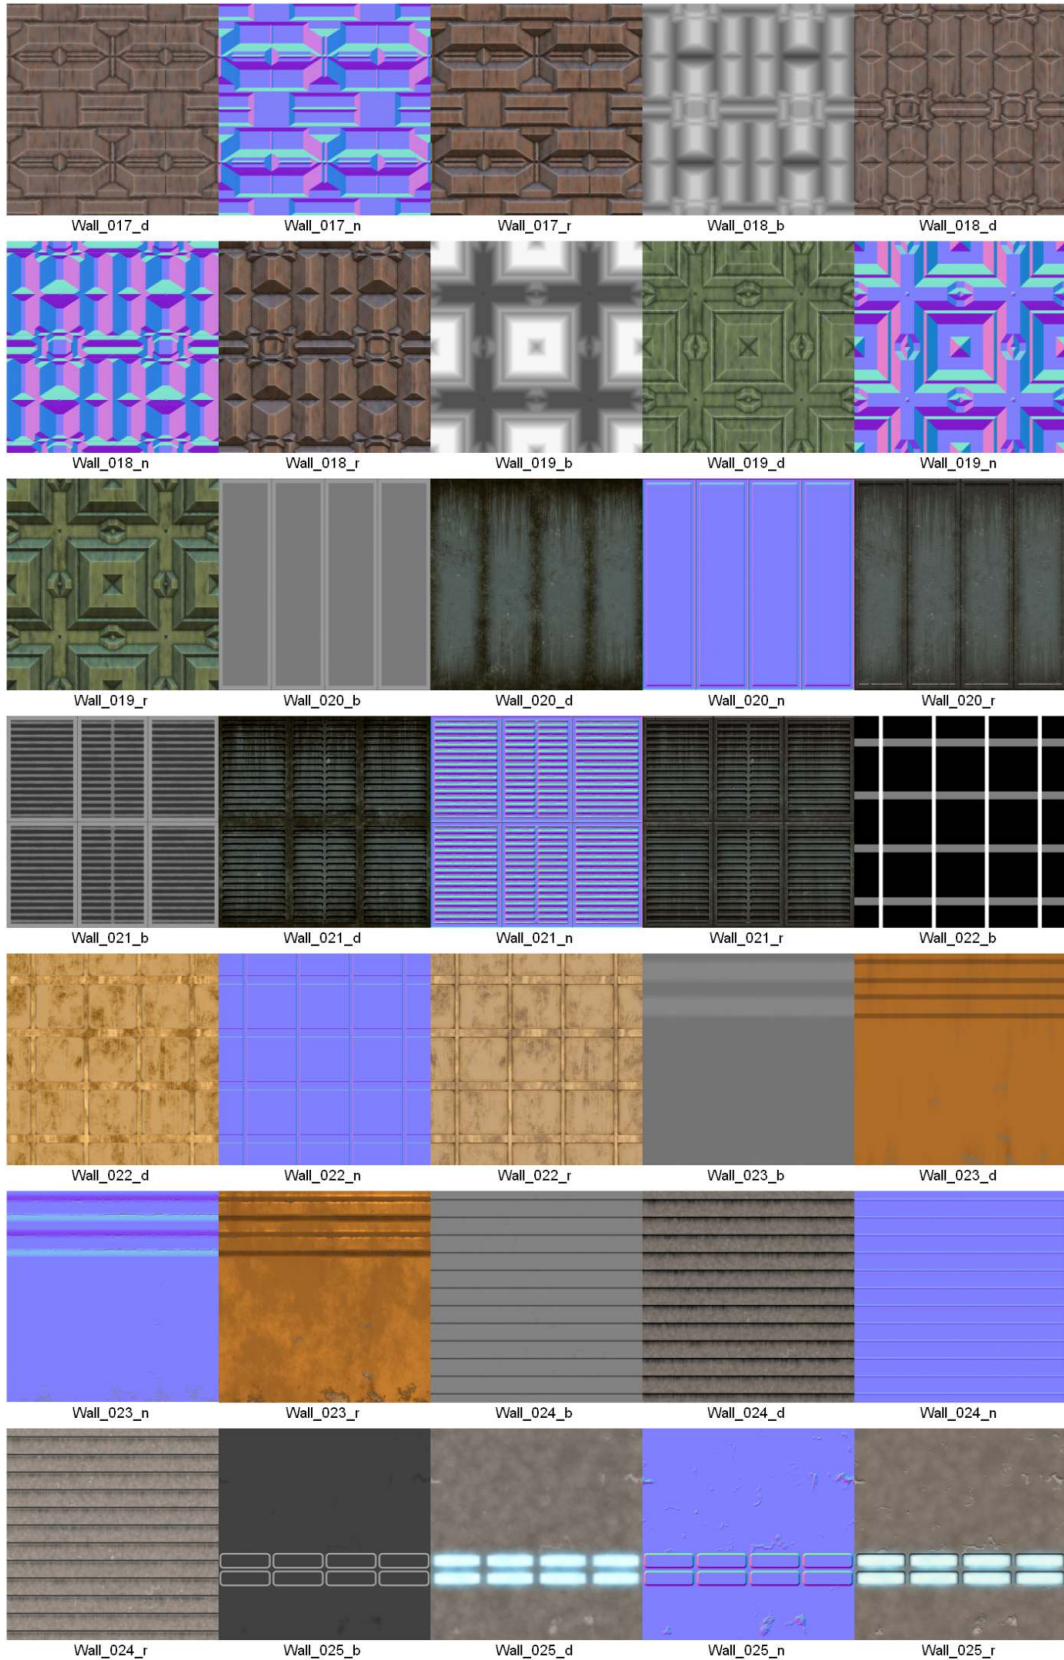 Wall_017_d Wall_017_n Wall_017_r Wall_018_b Wall_018_d
Wall_018_n Wall_018_r Wall_019_b Wall_019_d Wall_019_n
Wall_019_r Wall_020_b Wall_020_d Wall_020_n Wall_020_r
Wall_021_b Wall_021_d Wall_021_n Wall_021_r Wall_022_b
Wall_022_d Wall_022_n Wall_022_r Wall_023_b Wall_023_d
Wall_023_n Wall_023_r Wall_024_b Wall_024_d Wall_024_n
Wall_024_r Wall_025_b Wall_025_d Wall_025_n Wall_025_r